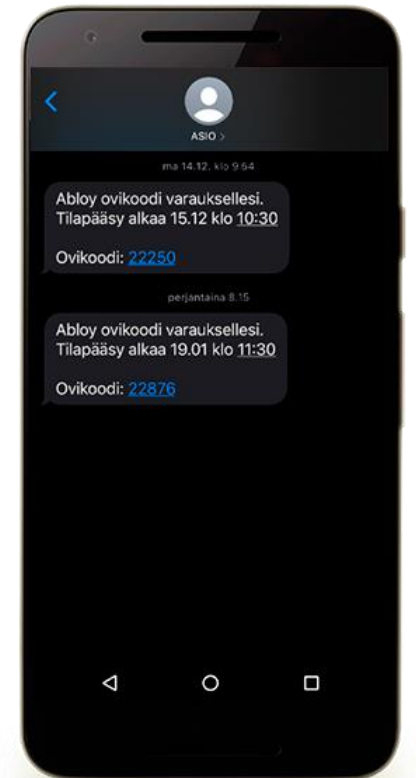 ASIO >
ma 14.12. klo 9.54
Abloy ovikoodi varauksellesi.
Tilapääsy alkaa 15.12 klo 10:30
Ovikoodi: 22250
perjantaina 8.15
Abloy ovikoodi varauksellesi.
Tilapääsy alkaa 19.01 klo 11:30
Ovikoodi: 22876